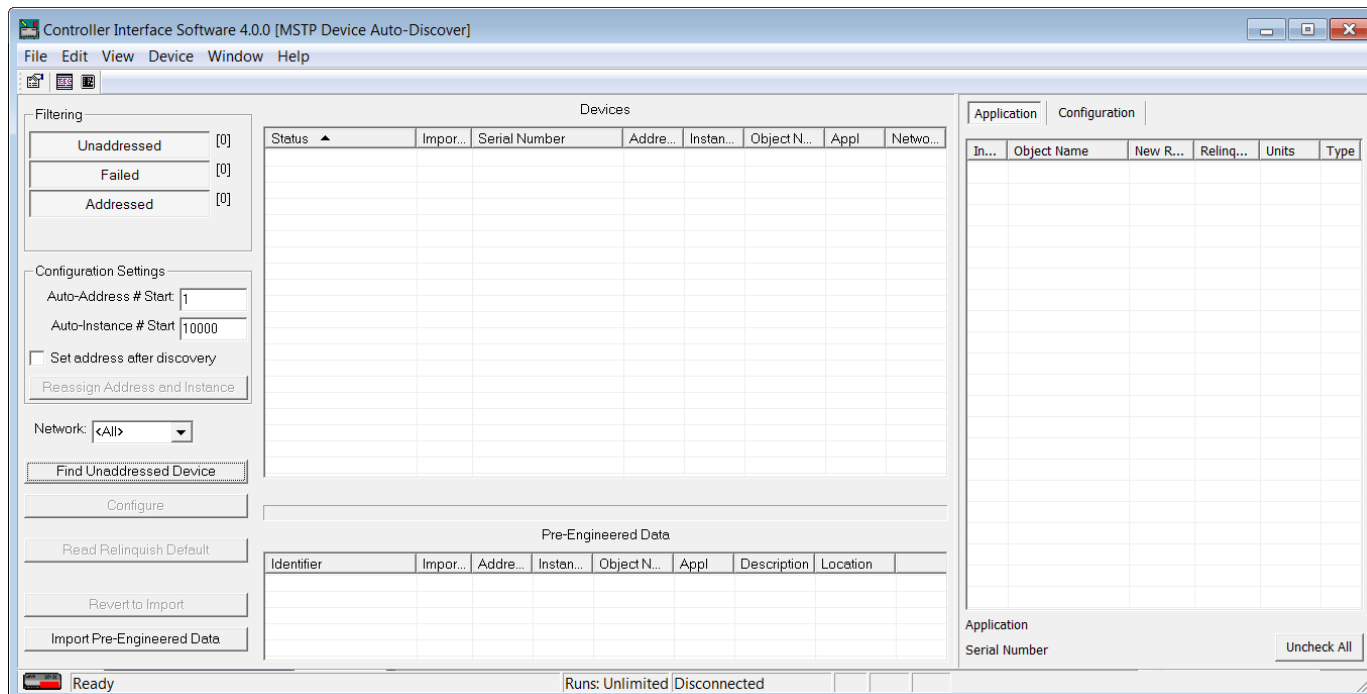 Controller Interface Software 4.0.0 [MSTP Device Auto-Discover]
File Edit View Device Window Help
Filtering
Unaddressed [0]
Failed [0]
Addressed [0]
Configuration Settings
Auto-Address # Start: 1
Auto-Instance # Start 10000
Set address after discovery
Reassign Address and Instance
Network: <All>
Find Unaddressed Device
Configure
Read Relinquish Default
Revert to Import
Import Pre-Engineered Data
Devices
Status Impor... Serial Number Addre... Instan... Object N... Appl Netwo...
Pre-Engineered Data
Identifier Impor... Addre... Instan... Object N... Appl Description Location
Application Configuration
In... Object Name New R... Relinq... Units Type
Application
Serial Number
Uncheck All
Ready Runs: Unlimited Disconnected